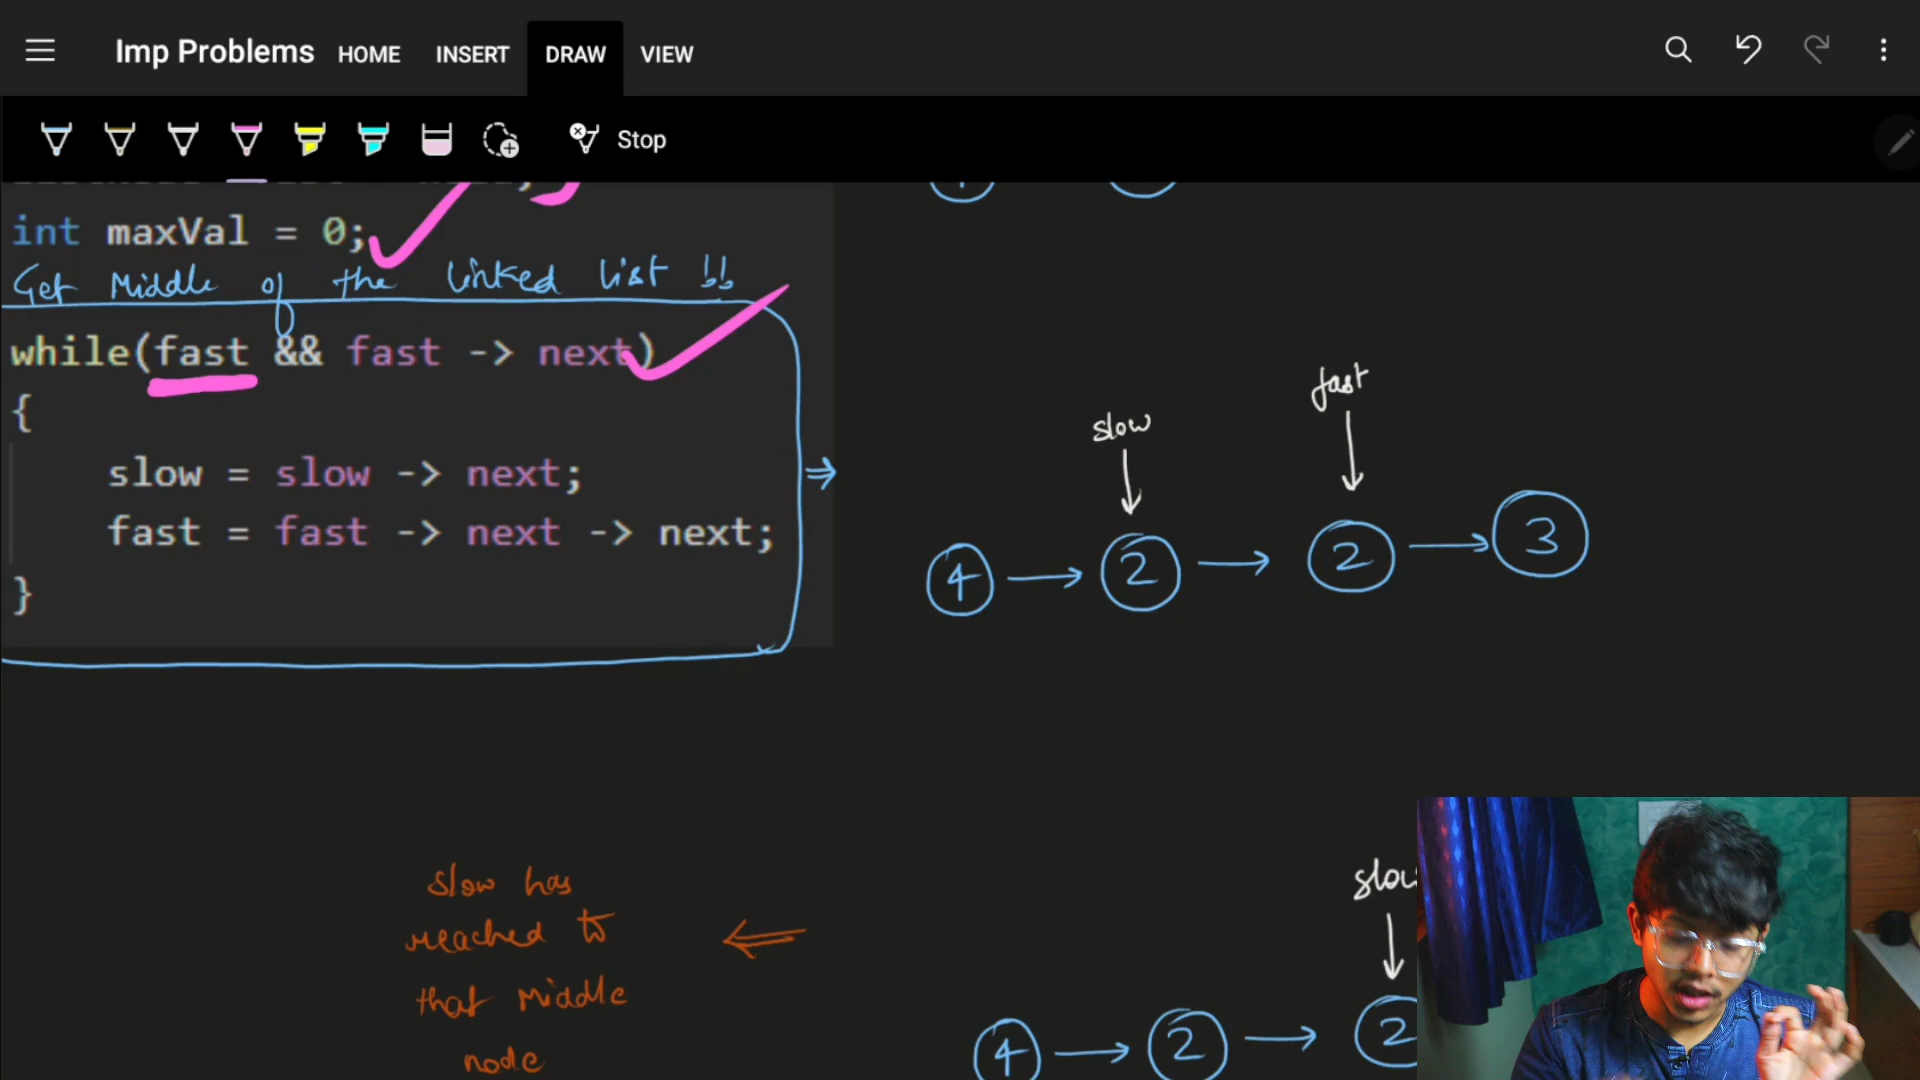 Imp Problems HOME INSERT DRAW VIEW
Stop
int maxVal = 0;
Get Middle of the linked list !!
while(fast && fast -> next)
{
slow = slow -> next;
fast = fast -> next -> next;
}
slow
fast
4 2 2 3
slow has
reached to
that middle
node
slow
4 2 2